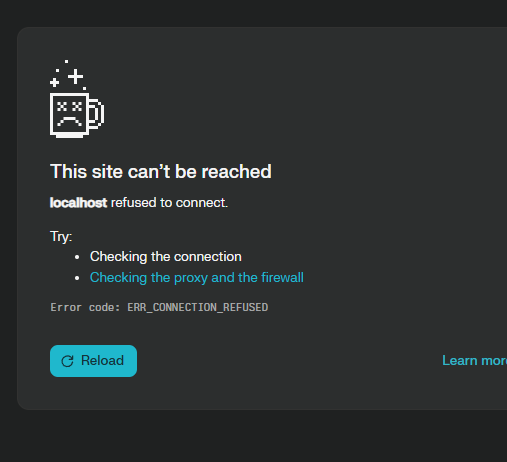 This site can’t be reached
localhost refused to connect.
Try:
• Checking the connection
• Checking the proxy and the firewall
Error code: ERR_CONNECTION_REFUSED
Reload
Learn mor